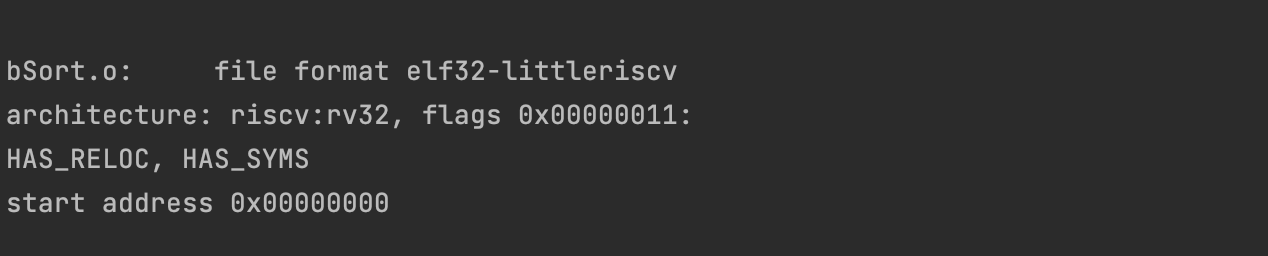 bSort.o:     file format elf32-littleriscv
architecture: riscv:rv32, flags 0x00000011:
HAS_RELOC, HAS_SYMS
start address 0x00000000